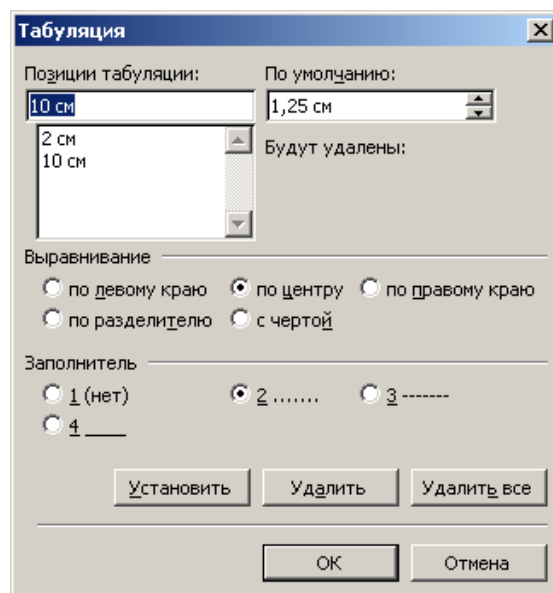 Табуляция
Позиции табуляции: По умолчанию:
10 см 1,25 см
2 см
10 см
Будут удалены:
Выравнивание
по левому краю по центру по правому краю
по разделителю с чертой
Заполнитель
1 (нет) 2 ....... 3 -------
4 ____
Установить Удалить Удалить все
ОК Отмена